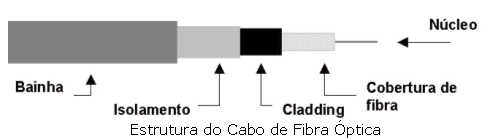 Núcleo
Bainha
Isolamento
Cladding
Cobertura de
fibra
Estrutura do Cabo de Fibra Óptica